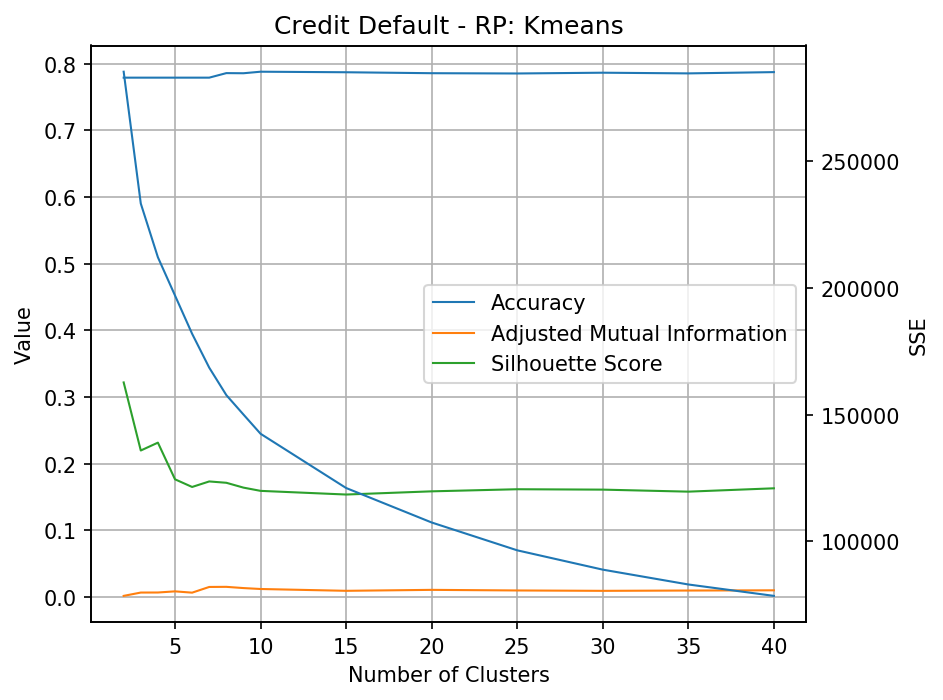 Credit Default - RP: Kmeans
0.8
0.7
0.6
0.5
0.4
0.3
0.2
0.1
0.0
Value
250000
200000
150000
100000
SSE
Accuracy
Adjusted Mutual Information
Silhouette Score
5 10 15 20 25 30 35 40
Number of Clusters